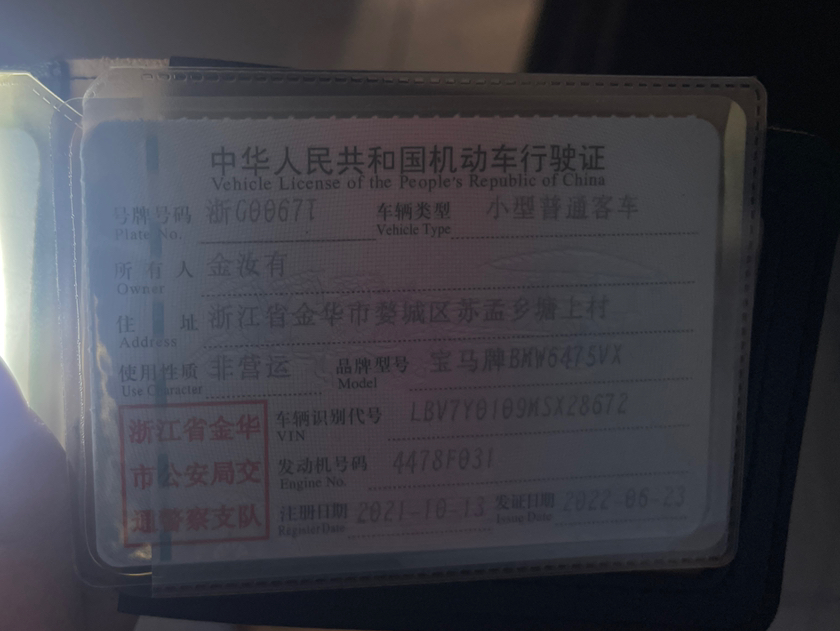 中华人民共和国机动车行驶证
Vehicle License of the People's Republic of China
号牌号码 浙G0067T 车辆类型 小型普通客车
Plate No. Vehicle Type
所有人 金汝有
Owner
住址 浙江省金华市婺城区苏孟乡塘上村
Address
使用性质 非营运 品牌型号 宝马牌BMW6475VX
Use Character Model
浙江省金华 车辆识别代号 LBV7Y0109MSX28672
VIN
市公安局交 发动机号码 4478F031
Engine No.
通警察支队 注册日期 2021-10-13 发证日期 2022-06-23
Register Date Issue Date